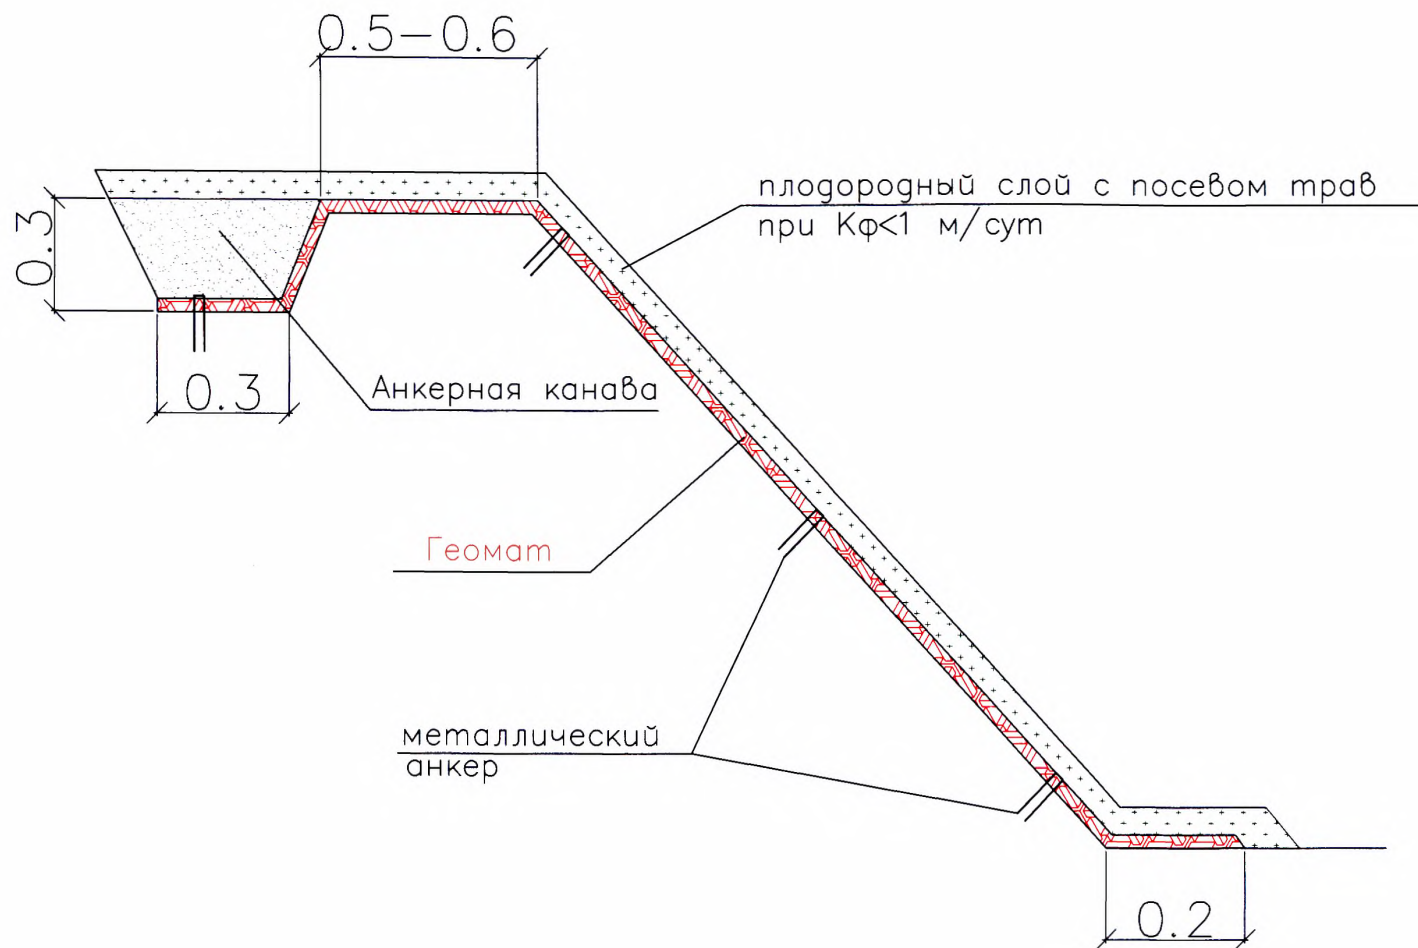 0.5-0.6
плодородный слой с посевом трав
при Кф<1 м/сут
0.3
0.3
Анкерная канава
Геомат
металлический
анкер
0.2